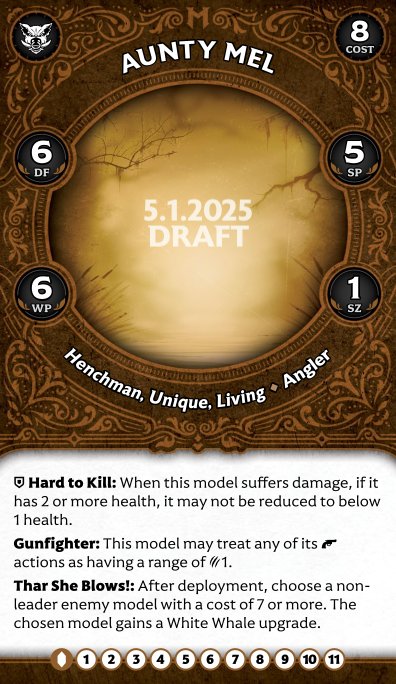 8
COST
AUNTY MEL
6
DF
5
SP
5.1.2025
DRAFT
6
WP
1
SZ
Henchman, Unique, Living ⬥ Angler
Hard to Kill: When this model suffers damage, if it
has 2 or more health, it may not be reduced to below
1 health.
Gunfighter: This model may treat any of its
actions as having a range of 1.
Thar She Blows!: After deployment, choose a non-
leader enemy model with a cost of 7 or more. The
chosen model gains a White Whale upgrade.
1 2 3 4 5 6 7 8 9 10 11